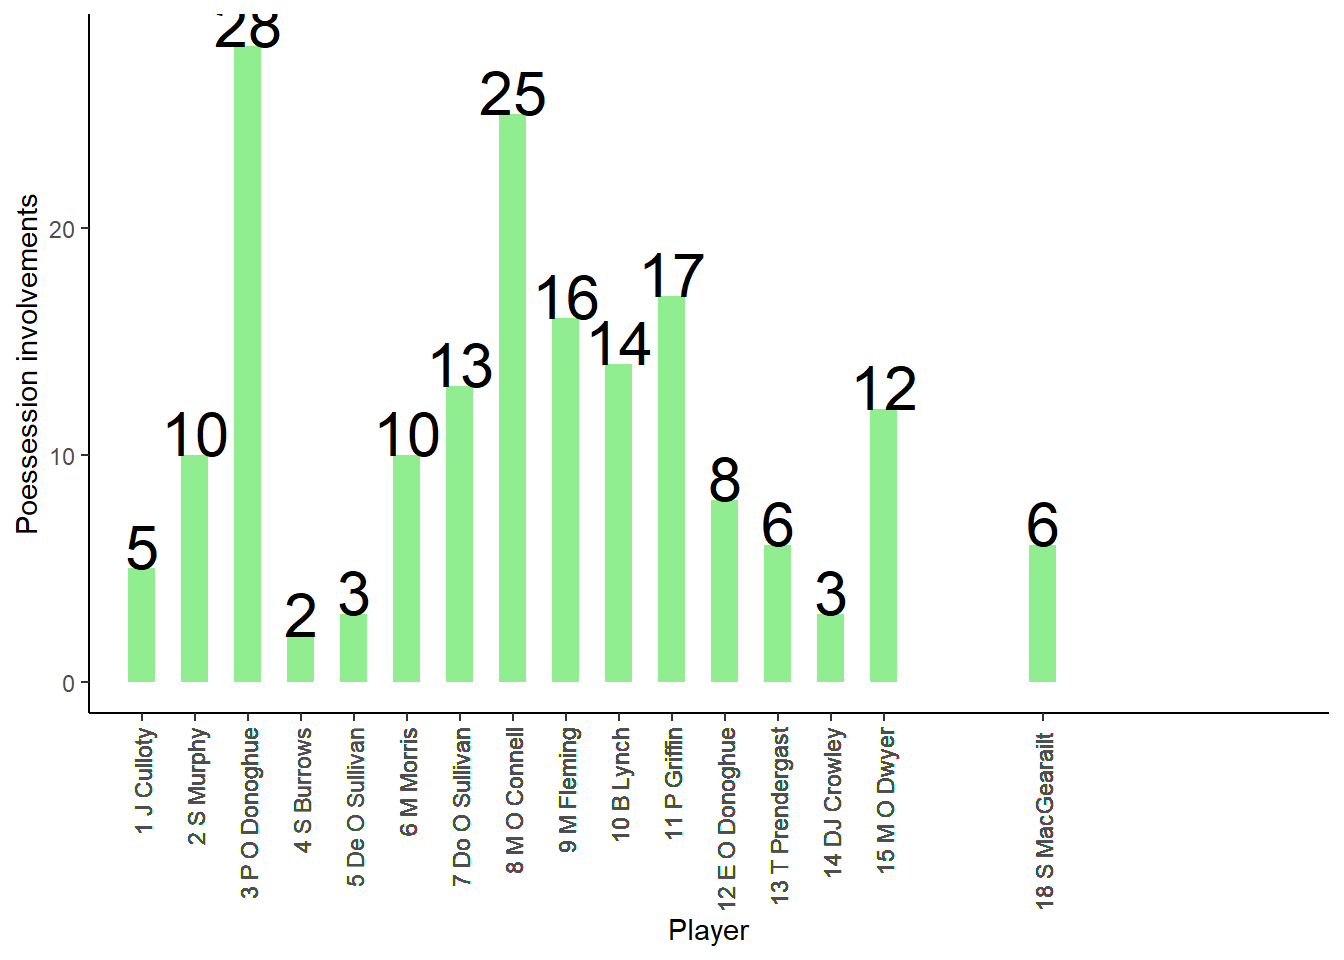 28
25
20
17
16
14
13
12
10
10
10
8
6
6
5
3
3
2
0
Poessession involvements
1 J Culloty
2 S Murphy
3 P O Donoghue
4 S Burrows
5 De O Sullivan
6 M Morris
7 Do O Sullivan
8 M O Connell
9 M Fleming
10 B Lynch
11 P Griffin
12 E O Donoghue
13 T Prendergast
14 DJ Crowley
15 M O Dwyer
18 S MacGearailt
Player